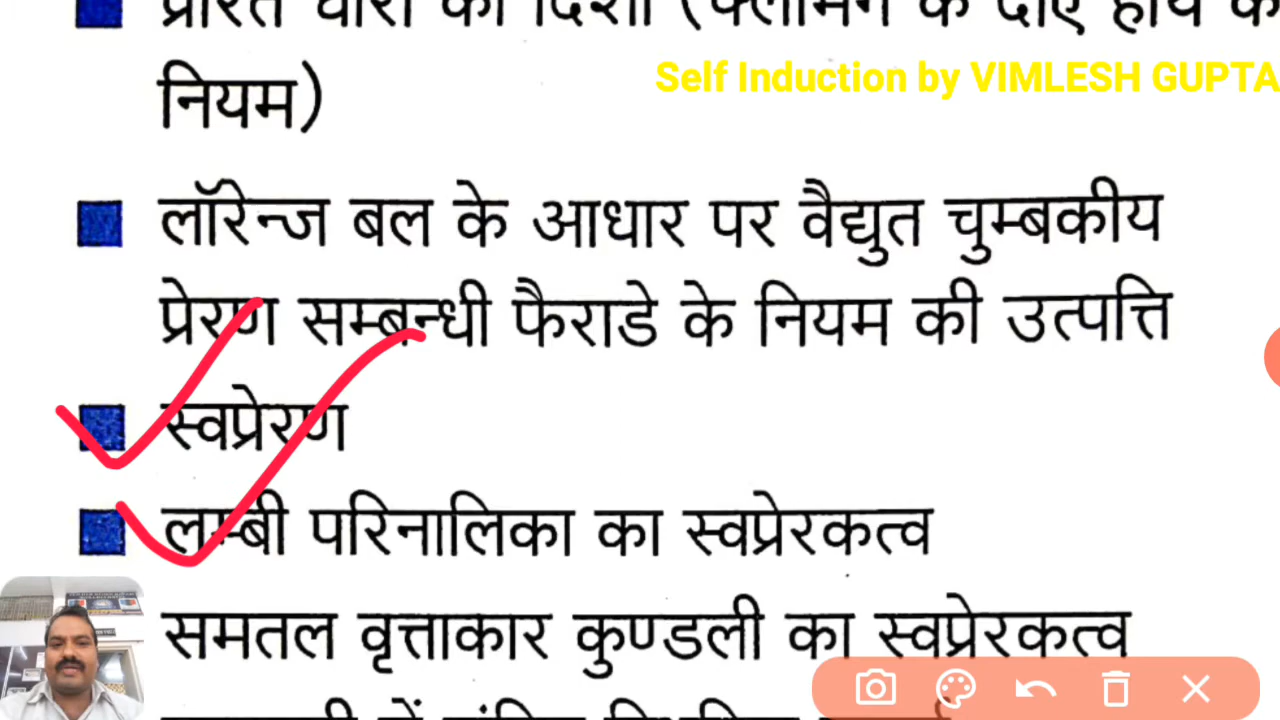 प्रेरित धारा की दिशा (फ्लेमिंग के दाएँ हाथ के
Self Induction by VIMLESH GUPTA
नियम)
लॉरेन्ज बल के आधार पर वैद्युत चुम्बकीय
प्रेरण सम्बन्धी फैराडे के नियम की उत्पत्ति
स्वप्रेरण
लम्बी परिनालिका का स्वप्रेरकत्व
समतल वृत्ताकार कुण्डली का स्वप्रेरकत्व